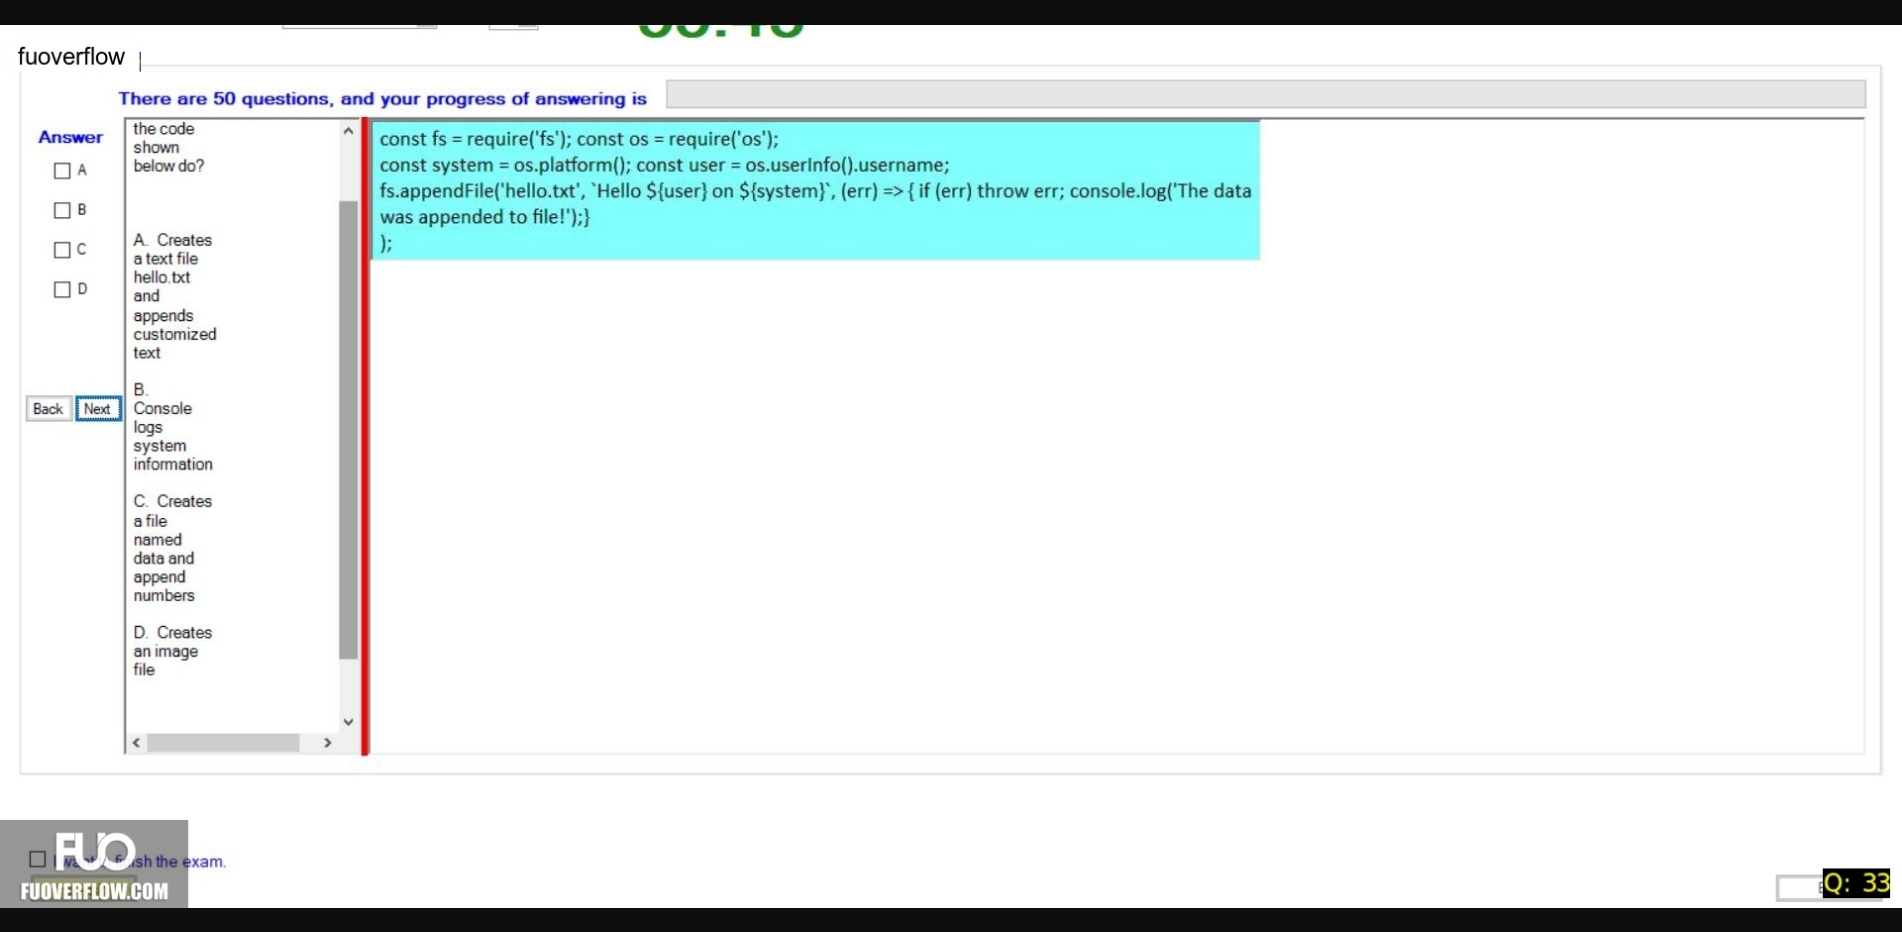 fuoverflow
There are 50 questions, and your progress of answering is
Answer
A
B
C
D
Back Next
the code
shown
below do?
A. Creates
a text file
hello.txt
and
appends
customized
text
B.
Console
logs
system
information
C. Creates
a file
named
data and
append
numbers
D. Creates
an image
file
const fs = require('fs'); const os = require('os');
const system = os.platform(); const user = os.userInfo().username;
fs.appendFile('hello.txt', `Hello ${user} on ${system}`, (err) => { if (err) throw err; console.log('The data
was appended to file!');}
);
FUO
the exam.
FUOVERFLOW.COM
Q: 33